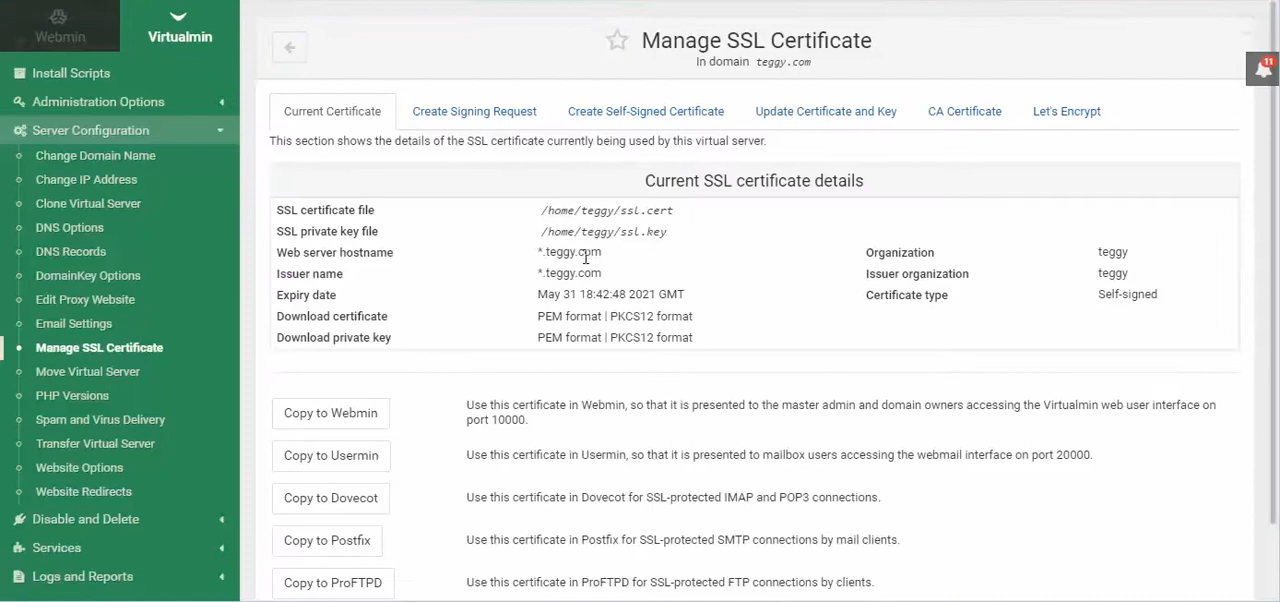 Webmin
Virtualmin
Install Scripts
Administration Options
Server Configuration
Change Domain Name
Change IP Address
Clone Virtual Server
DNS Options
DNS Records
DomainKey Options
Edit Proxy Website
Email Settings
Manage SSL Certificate
Move Virtual Server
PHP Versions
Spam and Virus Delivery
Transfer Virtual Server
Website Options
Website Redirects
Disable and Delete
Services
Logs and Reports
Manage SSL Certificate
In domain teggy.com
11
Current Certificate Create Signing Request Create Self-Signed Certificate Update Certificate and Key CA Certificate Let's Encrypt
This section shows the details of the SSL certificate currently being used by this virtual server.
Current SSL certificate details
SSL certificate file /home/teggy/ssl.cert
SSL private key file /home/teggy/ssl.key
Web server hostname *.teggy.com Organization teggy
Issuer name *.teggy.com Issuer organization teggy
Expiry date May 31 18:42:48 2021 GMT Certificate type Self-signed
Download certificate PEM format | PKCS12 format
Download private key PEM format | PKCS12 format
Copy to Webmin Use this certificate in Webmin, so that it is presented to the master admin and domain owners accessing the Virtualmin web user interface on
port 10000.
Copy to Usermin Use this certificate in Usermin, so that it is presented to mailbox users accessing the webmail interface on port 20000.
Copy to Dovecot Use this certificate in Dovecot for SSL-protected IMAP and POP3 connections.
Copy to Postfix Use this certificate in Postfix for SSL-protected SMTP connections by mail clients.
Copy to ProFTPD Use this certificate in ProFTPD for SSL-protected FTP connections by clients.